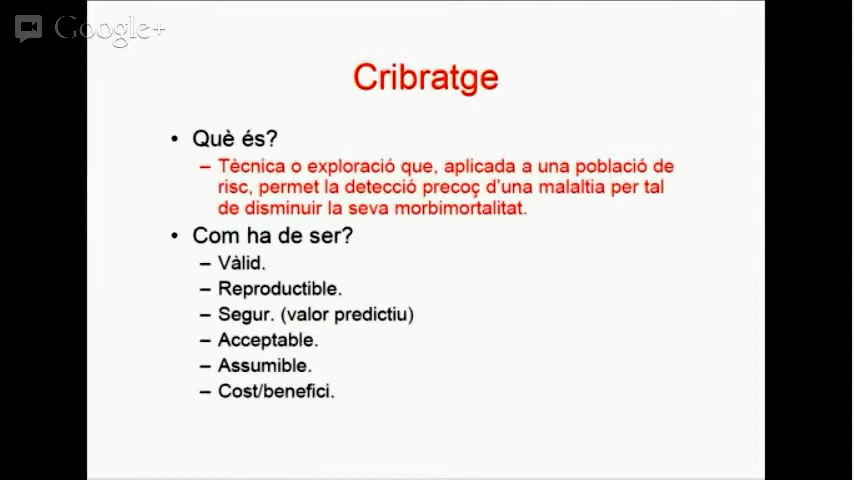 Google+
Cribratge
• Què és?
– Tècnica o exploració que, aplicada a una població de
risc, permet la detecció precoç d'una malaltia per tal
de disminuir la seva morbimortalitat.
• Com ha de ser?
– Vàlid.
– Reproductible.
– Segur. (valor predictiu)
– Acceptable.
– Assumible.
– Cost/benefici.